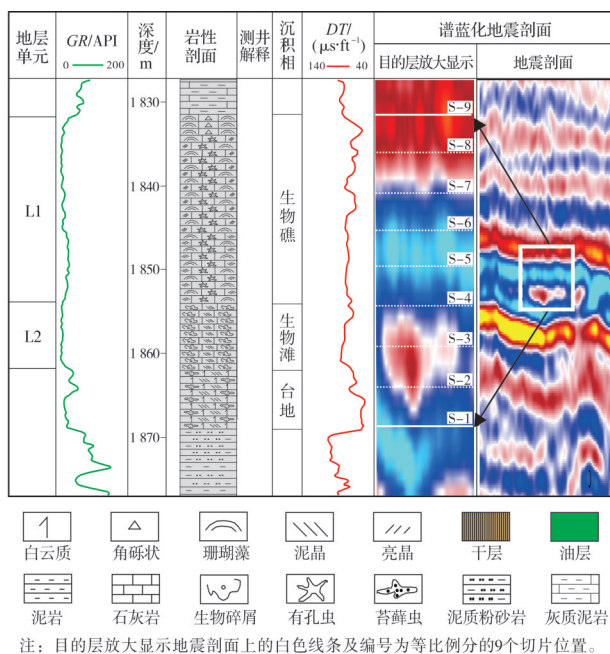 地层单元
GR/API
0 200
深度/m
岩性剖面
测井解释
沉积相
DT/(μs·ft⁻¹)
140 40
谱蓝化地震剖面
目的层放大显示
地震剖面
1 830
1 840
1 850
1 860
1 870
L1
L2
生物礁
生物滩
台地
S-9
S-8
S-7
S-6
S-5
S-4
S-3
S-2
S-1
白云质 角砾状 珊瑚藻 泥晶 亮晶 干层 油层
泥岩 石灰岩 生物碎屑 有孔虫 苔藓虫 泥质粉砂岩 灰质泥岩
注：目的层放大显示地震剖面上的白色线条及编号为等比例分的9个切片位置。